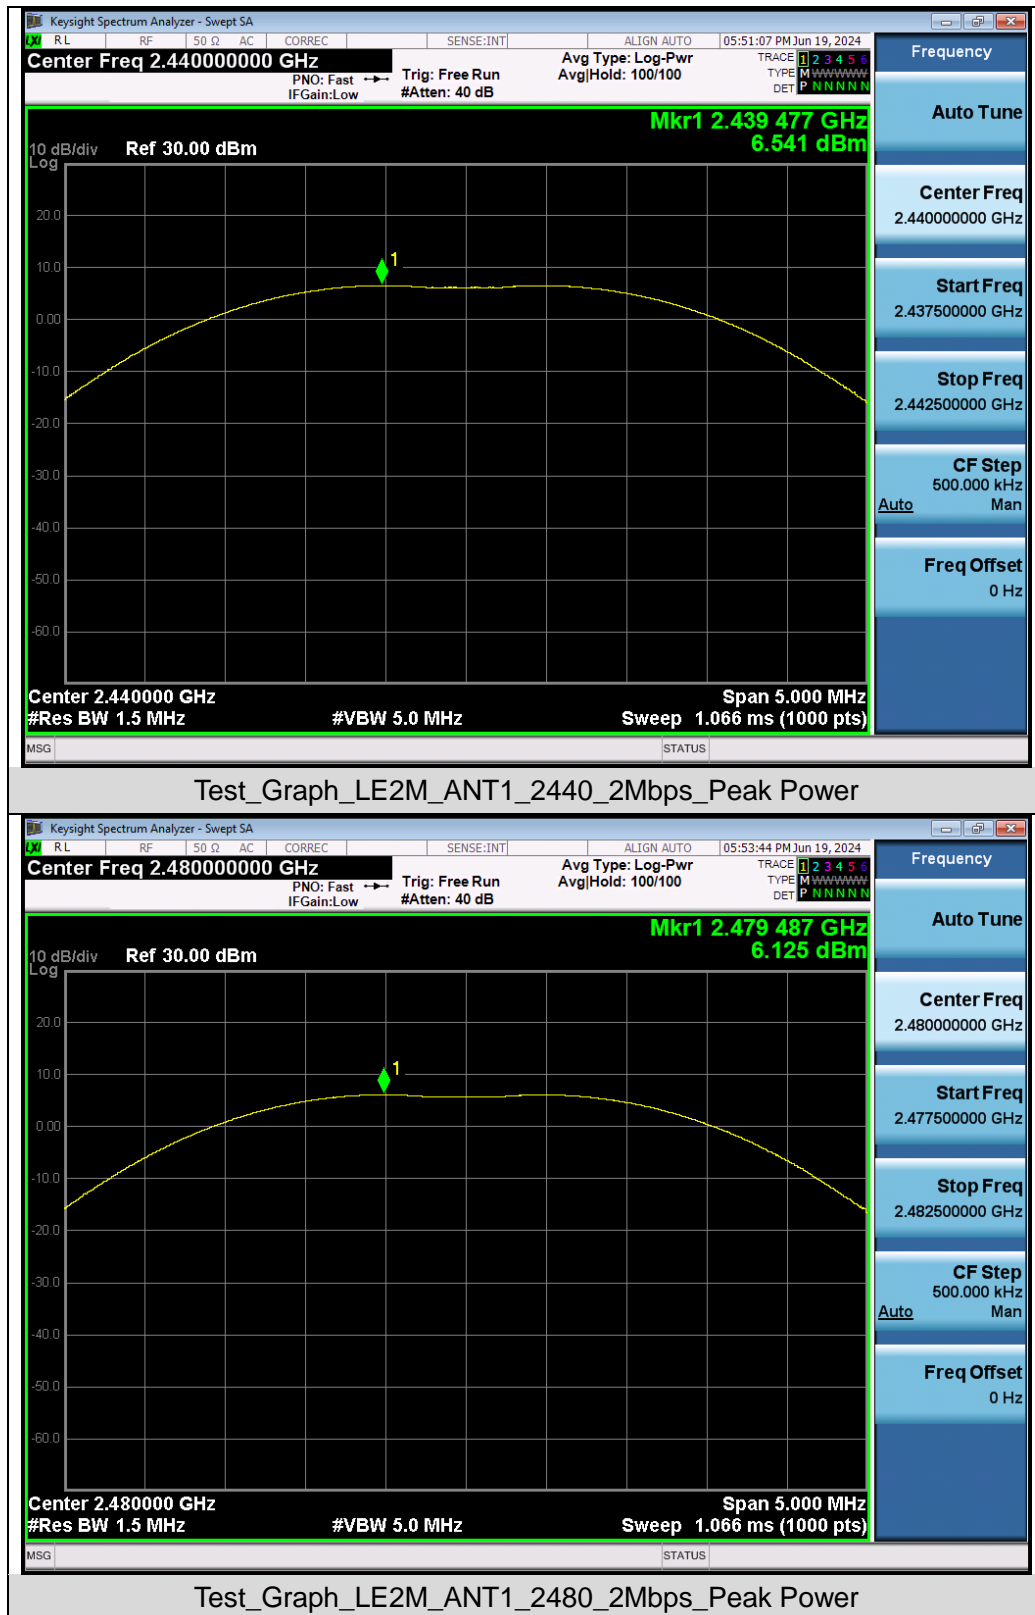 Keysight Spectrum Analyzer - Swept SA
LXI RL RF 50 Ω AC CORREC SENSE:INT ALIGN AUTO 05:51:07 PM Jun 19, 2024
Center Freq 2.440000000 GHz
PNO: Fast
IFGain:Low
Trig: Free Run
#Atten: 40 dB
Avg Type: Log-Pwr
Avg|Hold: 100/100
TRACE 1 2 3 4 5 6
TYPE M WWWWW
DET P N N N N N
Mkr1 2.439 477 GHz
6.541 dBm
10 dB/div Ref 30.00 dBm
Log
20.0
10.0
1
0.00
-10.0
-20.0
-30.0
-40.0
-50.0
-60.0
Center 2.440000 GHz Span 5.000 MHz
#Res BW 1.5 MHz #VBW 5.0 MHz Sweep 1.066 ms (1000 pts)
MSG STATUS
Frequency
Auto Tune
Center Freq
2.440000000 GHz
Start Freq
2.437500000 GHz
Stop Freq
2.442500000 GHz
CF Step
500.000 kHz
Auto Man
Freq Offset
0 Hz
Test_Graph_LE2M_ANT1_2440_2Mbps_Peak Power
Keysight Spectrum Analyzer - Swept SA
LXI RL RF 50 Ω AC CORREC SENSE:INT ALIGN AUTO 05:53:44 PM Jun 19, 2024
Center Freq 2.480000000 GHz
PNO: Fast
IFGain:Low
Trig: Free Run
#Atten: 40 dB
Avg Type: Log-Pwr
Avg|Hold: 100/100
TRACE 1 2 3 4 5 6
TYPE M WWWWW
DET P N N N N N
Mkr1 2.479 487 GHz
6.125 dBm
10 dB/div Ref 30.00 dBm
Log
20.0
10.0
1
0.00
-10.0
-20.0
-30.0
-40.0
-50.0
-60.0
Center 2.480000 GHz Span 5.000 MHz
#Res BW 1.5 MHz #VBW 5.0 MHz Sweep 1.066 ms (1000 pts)
MSG STATUS
Frequency
Auto Tune
Center Freq
2.480000000 GHz
Start Freq
2.477500000 GHz
Stop Freq
2.482500000 GHz
CF Step
500.000 kHz
Auto Man
Freq Offset
0 Hz
Test_Graph_LE2M_ANT1_2480_2Mbps_Peak Power